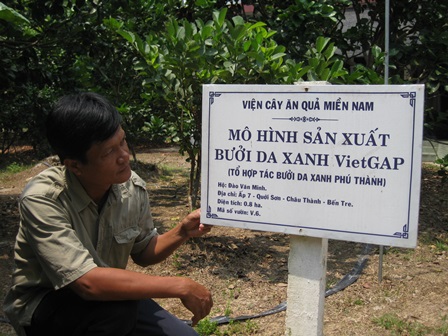 VIỆN CÂY ĂN QUẢ MIỀN NAM
MÔ HÌNH SẢN XUẤT
BƯỞI DA XANH VietGAP
(TỔ HỢP TÁC BƯỞI DA XANH PHÚ THÀNH)
Hộ: Đào Văn Minh.
Địa chỉ: Ấp 7 - Quới Sơn - Châu Thành - Bến Tre.
Diện tích: 0.8 ha.
Mã số vườn: V.6.